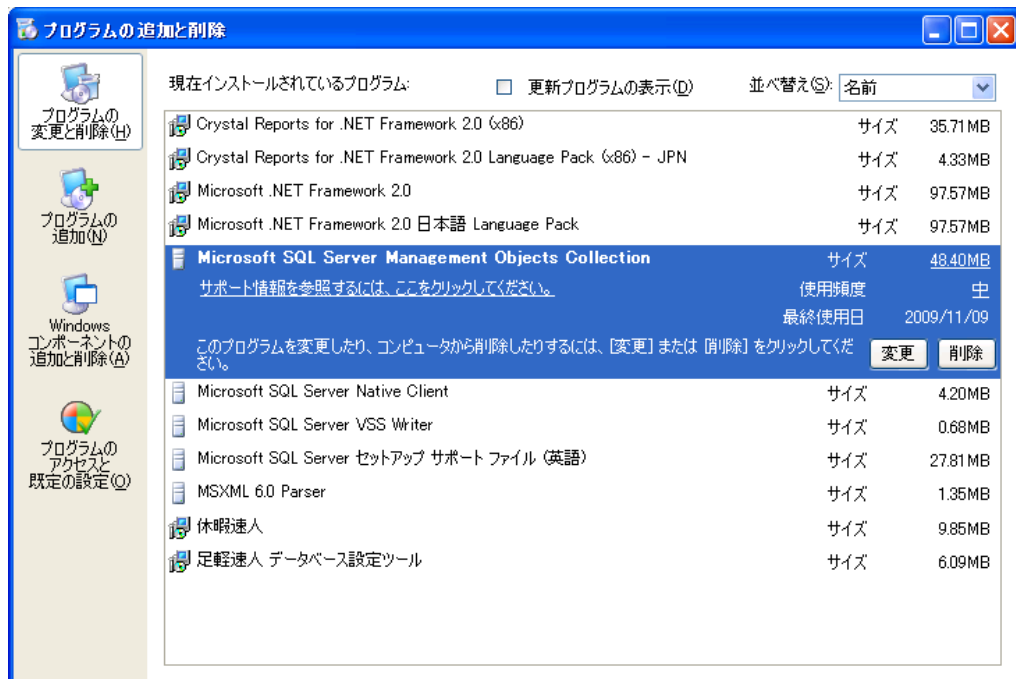 プログラムの追加と削除
現在インストールされているプログラム:
更新プログラムの表示(D)
並べ替え(S):
名前
プログラムの
変更と削除(H)
プログラムの
追加(N)
Windows
コンポーネントの
追加と削除(A)
プログラムの
アクセスと
既定の設定(O)
Crystal Reports for .NET Framework 2.0 (x86) サイズ 35.71MB
Crystal Reports for .NET Framework 2.0 Language Pack (x86) - JPN サイズ 4.33MB
Microsoft .NET Framework 2.0 サイズ 97.57MB
Microsoft .NET Framework 2.0 日本語 Language Pack サイズ 97.57MB
Microsoft SQL Server Management Objects Collection サイズ 48.40MB
サポート情報を参照するには、ここをクリックしてください。 使用頻度 中
最終使用日 2009/11/09
このプログラムを変更したり、コンピュータから削除したりするには、[変更] または [削除] をクリックしてくだ
さい。
変更 削除
Microsoft SQL Server Native Client サイズ 4.20MB
Microsoft SQL Server VSS Writer サイズ 0.68MB
Microsoft SQL Server セットアップ サポート ファイル (英語) サイズ 27.81MB
MSXML 6.0 Parser サイズ 1.35MB
休暇速人 サイズ 9.85MB
足軽速人 データベース設定ツール サイズ 6.09MB